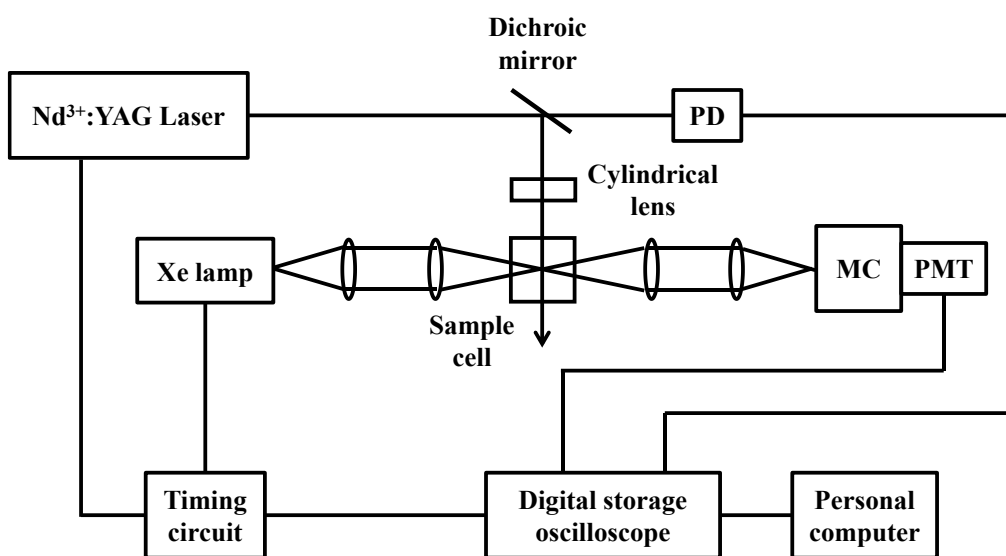 Dichroic
mirror
Nd³⁺:YAG Laser
PD
Cylindrical
lens
Xe lamp
MC
PMT
Sample
cell
Timing
circuit
Digital storage
oscilloscope
Personal
computer